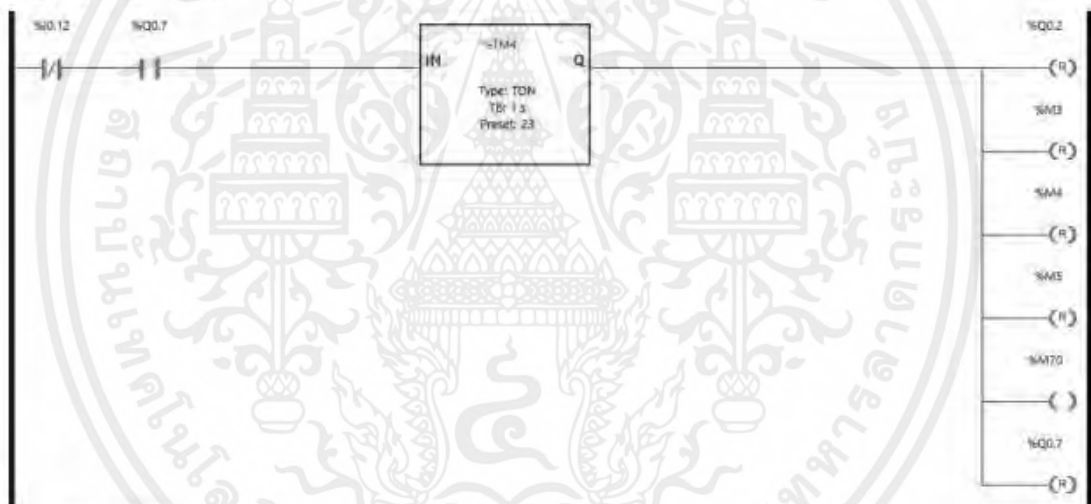 %I0.12
%Q0.7
%TM4
IN
Q
Type: TON
TB: 1 s
Preset: 23
%Q0.2
(R)
%M3
(R)
%M4
(R)
%M5
(R)
%M70
%Q0.7
(R)